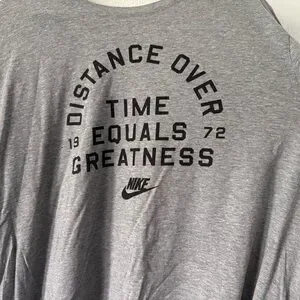 DISTANCE OVER
TIME
19 EQUALS 72
GREATNESS
NIKE